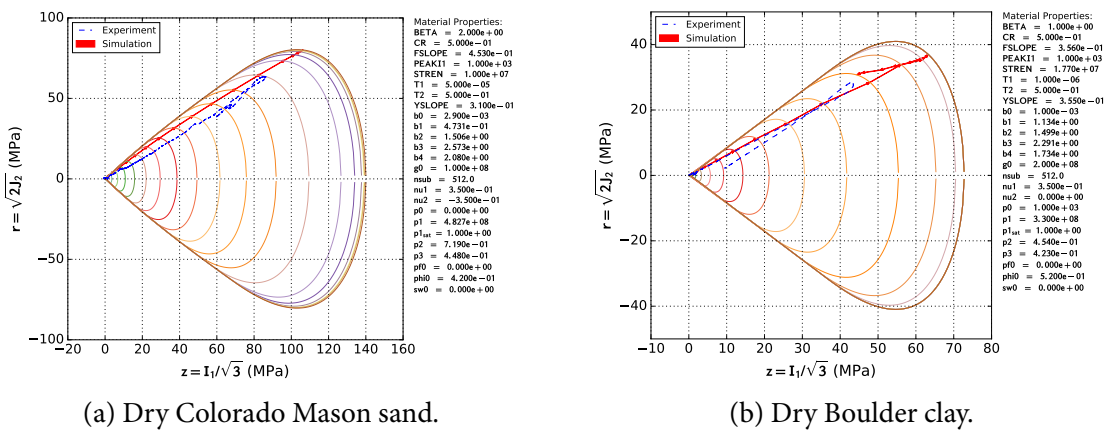 Experiment
Simulation
100
50
0
−50
−100
−20
0
20
40
60
80
100
120
140
160
r = √2J₂ (MPa)
z = I₁/√3 (MPa)
Material Properties:
BETA = 2.000e+00
CR = 5.000e−01
FSLOPE = 4.530e−01
PEAKI1 = 1.000e+03
STREN = 1.000e+07
T1 = 5.000e−05
T2 = 5.000e−01
YSLOPE = 3.100e−01
b0 = 2.900e−03
b1 = 4.731e−01
b2 = 1.506e+00
b3 = 2.573e+00
b4 = 2.080e+00
g0 = 1.000e+08
nsub = 512.0
nu1 = 3.500e−01
nu2 = −3.500e−01
p0 = 0.000e+00
p1 = 4.827e+08
p1sat = 1.000e+00
p2 = 7.190e−01
p3 = 4.480e−01
pf0 = 0.000e+00
phi0 = 4.200e−01
sw0 = 0.000e+00
(a) Dry Colorado Mason sand.
Experiment
Simulation
40
20
0
−20
−40
−10
0
10
20
30
40
50
60
70
80
r = √2J₂ (MPa)
z = I₁/√3 (MPa)
Material Properties:
BETA = 1.000e+00
CR = 5.000e−01
FSLOPE = 3.560e−01
PEAKI1 = 1.000e+03
STREN = 1.770e+07
T1 = 1.000e−06
T2 = 5.000e−01
YSLOPE = 3.550e−01
b0 = 1.000e−03
b1 = 1.134e+00
b2 = 1.499e+00
b3 = 2.291e+00
b4 = 1.734e+00
g0 = 2.000e+08
nsub = 512.0
nu1 = 3.500e−01
nu2 = 0.000e+00
p0 = 1.000e+03
p1 = 3.300e+08
p1sat = 1.000e+00
p2 = 4.540e−01
p3 = 4.230e−01
pf0 = 0.000e+00
phi0 = 5.200e−01
sw0 = 0.000e+00
(b) Dry Boulder clay.